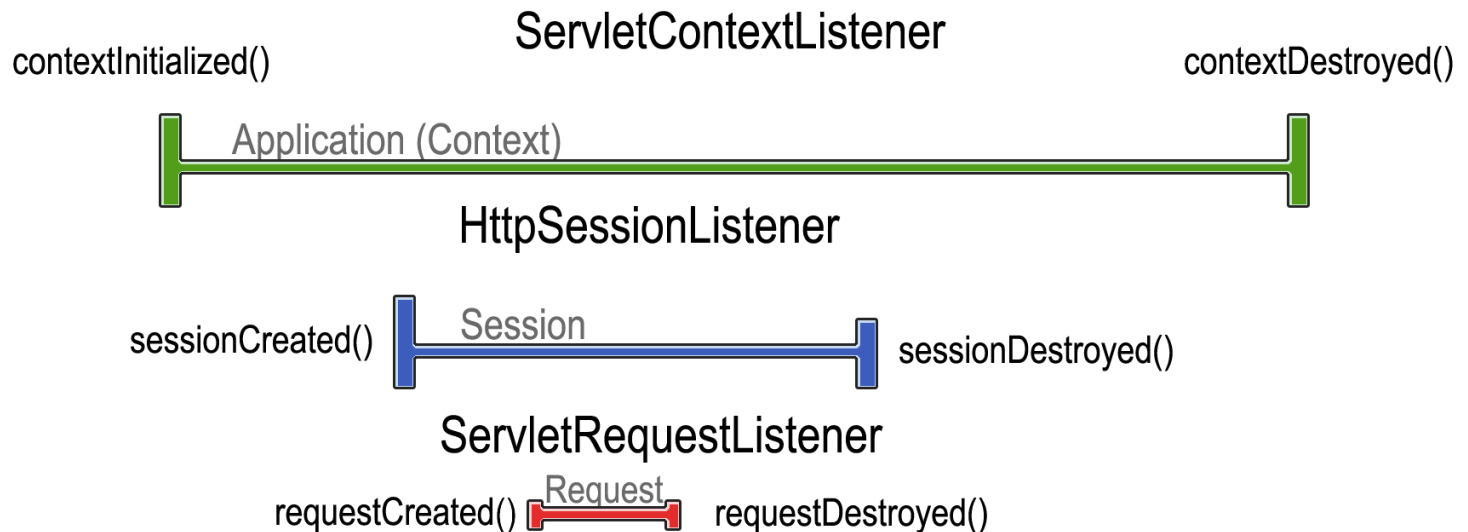 ServletContextListener
contextInitialized()
contextDestroyed()
Application (Context)
HttpSessionListener
sessionCreated()
Session
sessionDestroyed()
ServletRequestListener
requestCreated()
Request
requestDestroyed()